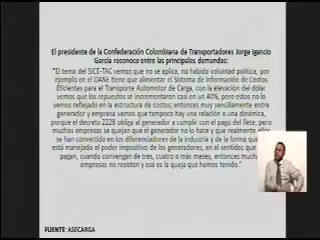 El presidente de la Confederación Colombiana de Transportadores Jorge Igancio
García reconoce entre las principales demandas:
"El tema del SICE-TAC vemos que no se aplica, no habido voluntad política, por
ejemplo en el DANE tiene que alimentar el Sistema de Información de Costos
Eficientes para el Transporte Automotor de Carga, con la elevación del dólar
vemos que los repuestos se incrementaron casi en un 40%, pero estos no lo
vemos reflejado en la estructura de costos; entonces muy sencillamente entre
generador y empresa vemos que tampoco hay una relación o una dinámica,
porque el decreto 2228 obliga al generador a cumplir con el pago del flete, pero
muchas empresas se quejan que el generador no lo hace y que realmente ellos
se han convertido en los diferenciadores de la industria y de la forma que
está manejado el poder impositivo de los generadores, en el sentidos que
pagan, cuando convengan de tres, cuatro o más meses, entonces muchas
empresas no resisten y esa es la queja que hemos tenido."
FUENTE: ASECARGA